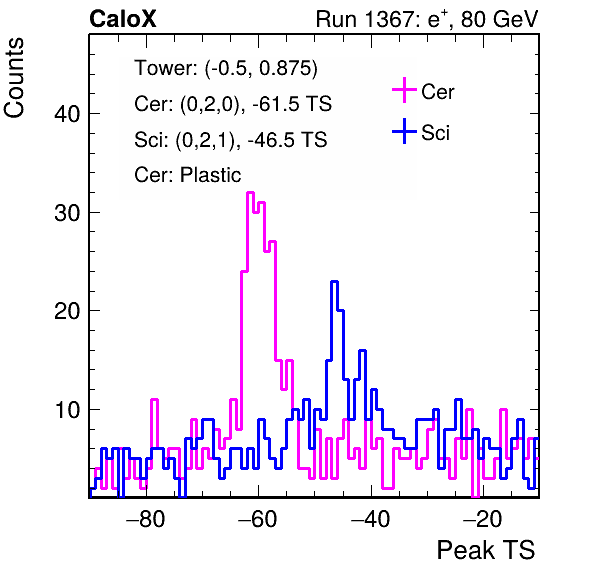 CaloX Run 1367: e⁺, 80 GeV
Counts
Tower: (-0.5, 0.875)
Cer: (0,2,0), -61.5 TS
Sci: (0,2,1), -46.5 TS
Cer: Plastic
Cer
Sci
40
30
20
10
−80 −60 −40 −20
Peak TS